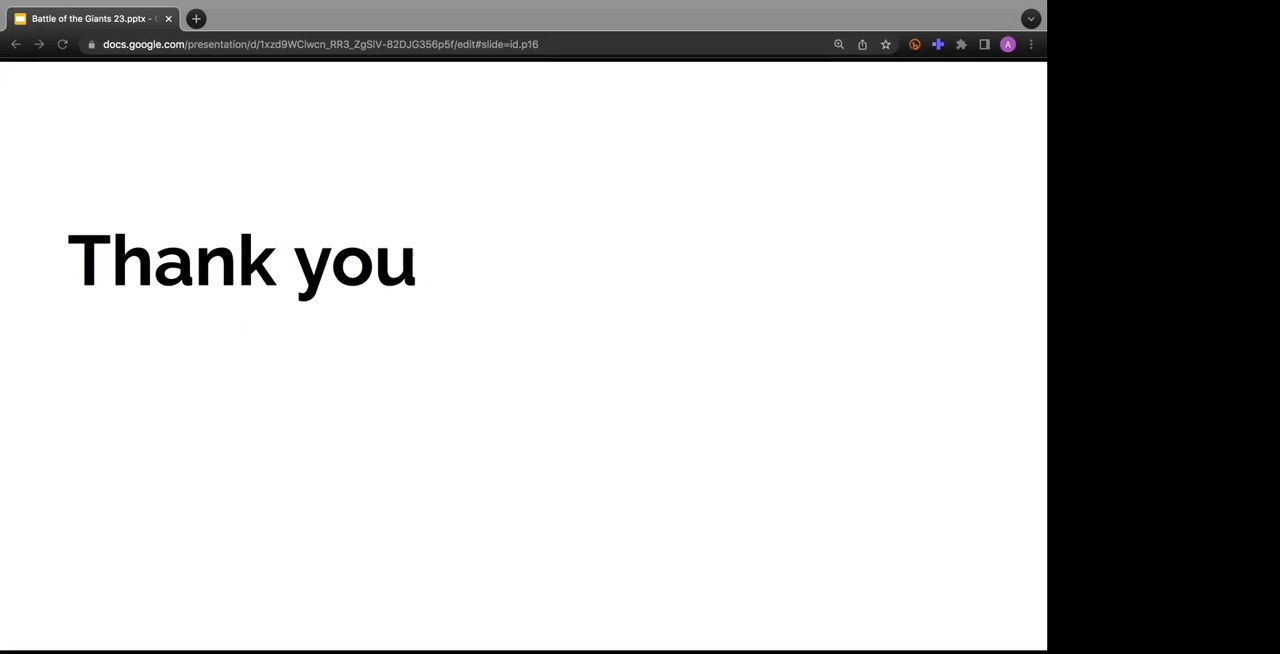 Battle of the Giants 23.pptx -
docs.google.com/presentation/d/1xzd9WClwcn_RR3_ZgSlV-82DJG356p5f/edit#slide=id.p16
A
Thank you